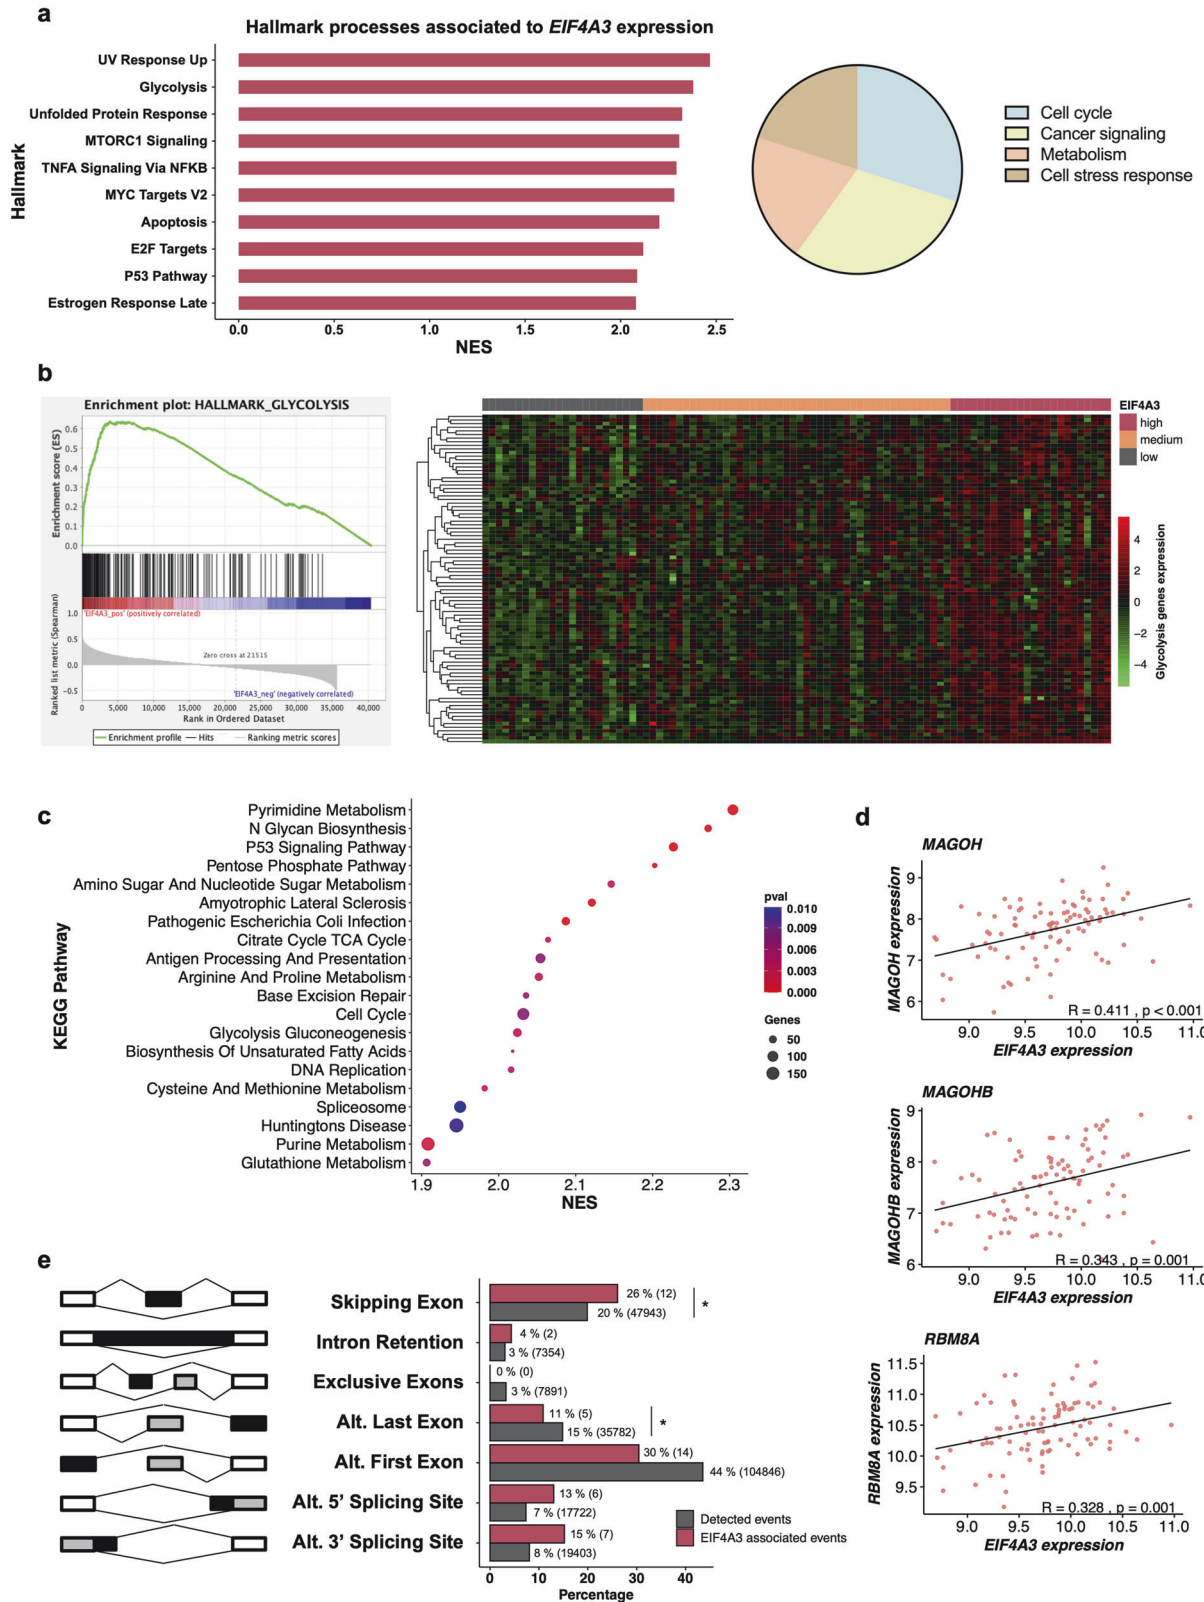 a
Hallmark processes associated to EIF4A3 expression
Hallmark
UV Response Up
Glycolysis
Unfolded Protein Response
MTORC1 Signaling
TNFA Signaling Via NFKB
MYC Targets V2
Apoptosis
E2F Targets
P53 Pathway
Estrogen Response Late
0.0 0.5 1.0 1.5 2.0 2.5
NES
Cell cycle
Cancer signaling
Metabolism
Cell stress response
b
Enrichment plot: HALLMARK_GLYCOLYSIS
Enrichment score (ES)
0.6
0.5
0.4
0.3
0.2
0.1
0.0
'EIF4A3_pos' (positively correlated)
Ranked list metric (Spearman)
1.0
0.5
0.0
-0.5
Zero cross at 21515
'EIF4A3_neg' (negatively correlated)
0 5,000 10,000 15,000 20,000 25,000 30,000 35,000 40,000
Rank in Ordered Dataset
Enrichment profile Hits Ranking metric scores
EIF4A3
high
medium
low
4
2
0
−2
−4
Glycolysis genes expression
c
KEGG Pathway
Pyrimidine Metabolism
N Glycan Biosynthesis
P53 Signaling Pathway
Pentose Phosphate Pathway
Amino Sugar And Nucleotide Sugar Metabolism
Amyotrophic Lateral Sclerosis
Pathogenic Escherichia Coli Infection
Citrate Cycle TCA Cycle
Antigen Processing And Presentation
Arginine And Proline Metabolism
Base Excision Repair
Cell Cycle
Glycolysis Gluconeogenesis
Biosynthesis Of Unsaturated Fatty Acids
DNA Replication
Cysteine And Methionine Metabolism
Spliceosome
Huntingtons Disease
Purine Metabolism
Glutathione Metabolism
1.9 2.0 2.1 2.2 2.3
NES
pval
0.010
0.009
0.006
0.003
0.000
Genes
50
100
150
d
MAGOH
MAGOH expression
9
8
7
6
R = 0.411 , p < 0.001
9.0 9.5 10.0 10.5 11.0
EIF4A3 expression
MAGOHB
MAGOHB expression
9
8
7
6
R = 0.343 , p = 0.001
9.0 9.5 10.0 10.5 11.0
EIF4A3 expression
RBM8A
RBM8A expression
11.5
11.0
10.5
10.0
9.5
R = 0.328 , p = 0.001
9.0 9.5 10.0 10.5 11.0
EIF4A3 expression
e
Skipping Exon
26 % (12)
20 % (47943)
*
Intron Retention
4 % (2)
3 % (7354)
Exclusive Exons
0 % (0)
3 % (7891)
Alt. Last Exon
11 % (5)
15 % (35782)
*
Alt. First Exon
30 % (14)
44 % (104846)
Alt. 5' Splicing Site
13 % (6)
7 % (17722)
Alt. 3' Splicing Site
15 % (7)
8 % (19403)
Detected events
EIF4A3 associated events
0 10 20 30 40
Percentage